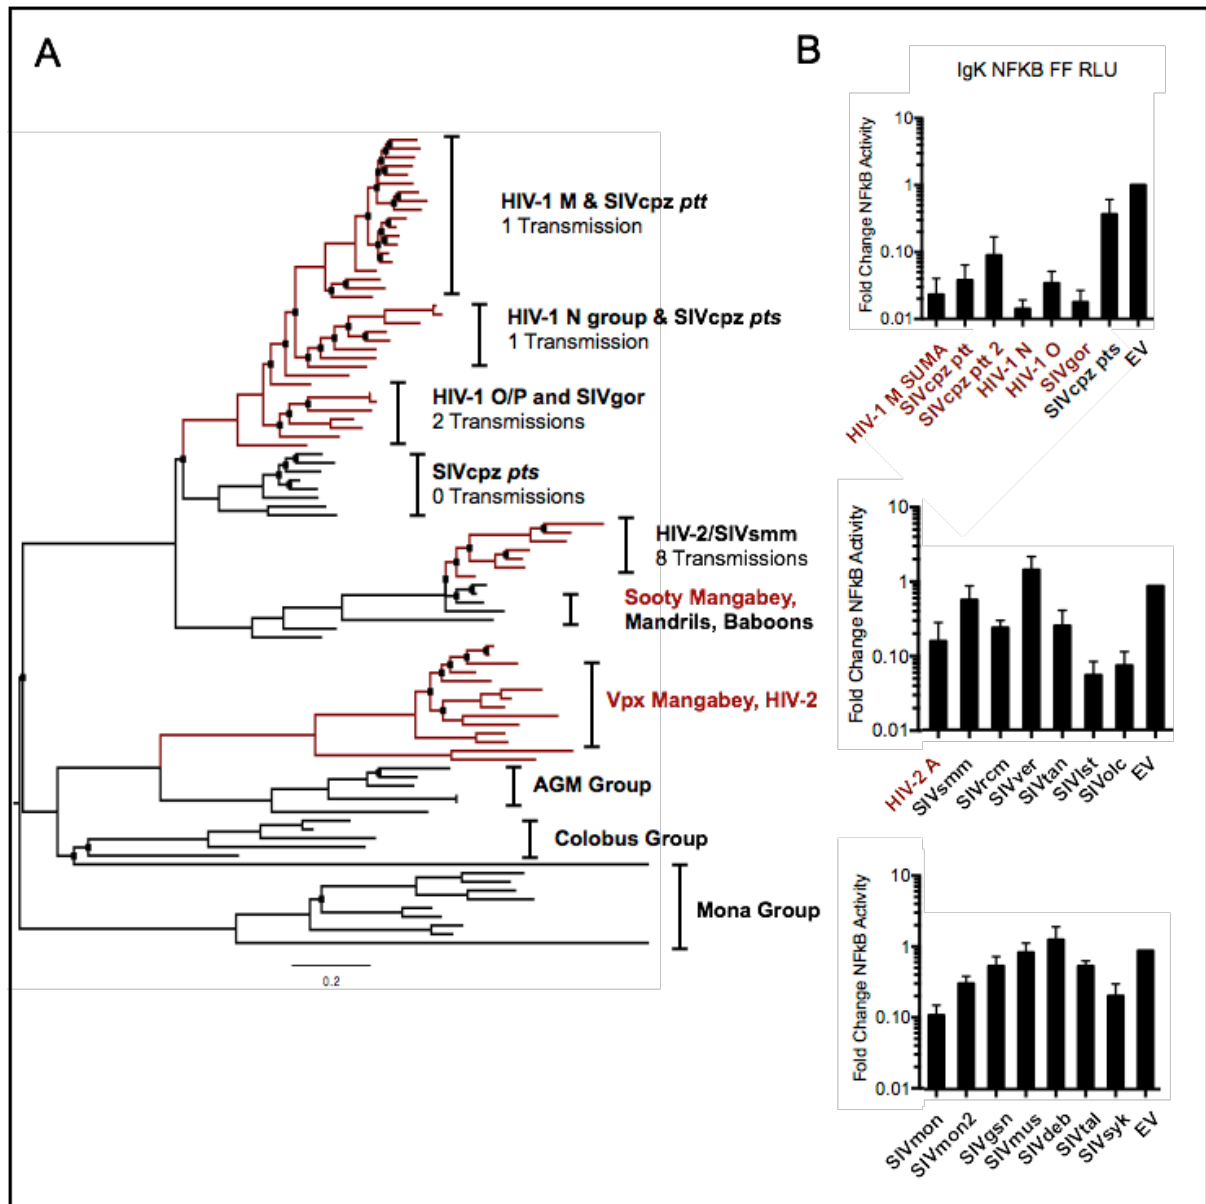 A
HIV-1 M & SIVcpz ptt
1 Transmission
HIV-1 N group & SIVcpz pts
1 Transmission
HIV-1 O/P and SIVgor
2 Transmissions
SIVcpz pts
0 Transmissions
HIV-2/SIVsmm
8 Transmissions
Sooty Mangabey,
Mandrils, Baboons
Vpx Mangabey, HIV-2
AGM Group
Colobus Group
Mona Group
0.2
B
IgK NFKB FF RLU
Fold Change NFkB Activity
10
1
0.10
0.01
HIV-1 M SUMA
SIVcpz ptt
SIVcpz ptt 2
HIV-1 N
HIV-1 O
SIVgor
SIVcpz pts
EV
Fold Change NFkB Activity
10
1
0.10
0.01
HIV-2 A
SIVsmm
SIVrcm
SIVver
SIVtan
SIVlst
SIVolc
EV
Fold Change NFkB Activity
10
1
0.10
0.01
SIVmon
SIVmon2
SIVgsn
SIVmus
SIVdeb
SIVtal
SIVsyk
EV